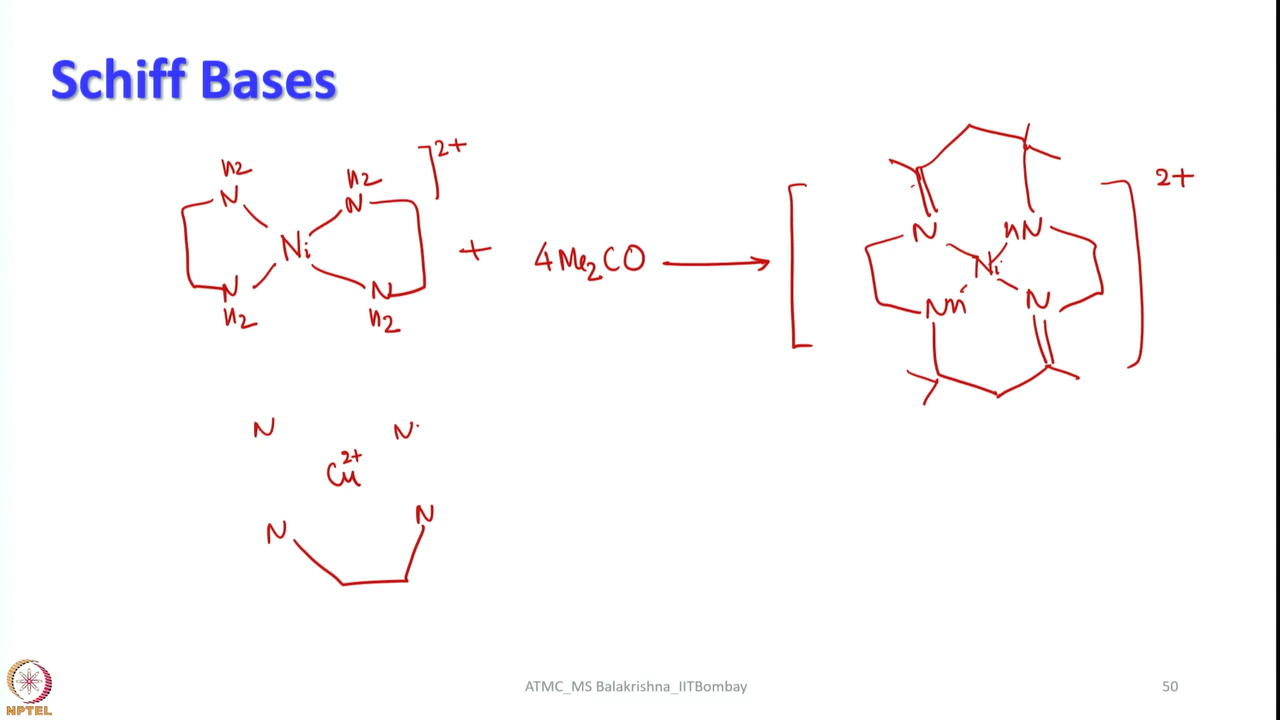 Schiff Bases
H2 N H2 N ]2+
Ni + 4Me2CO → [ N HN Ni NH N ] 2+
N H2 N H2
N N
Cu2+
N N
ATMC_MS Balakrishna_IITBombay 50
NPTEL